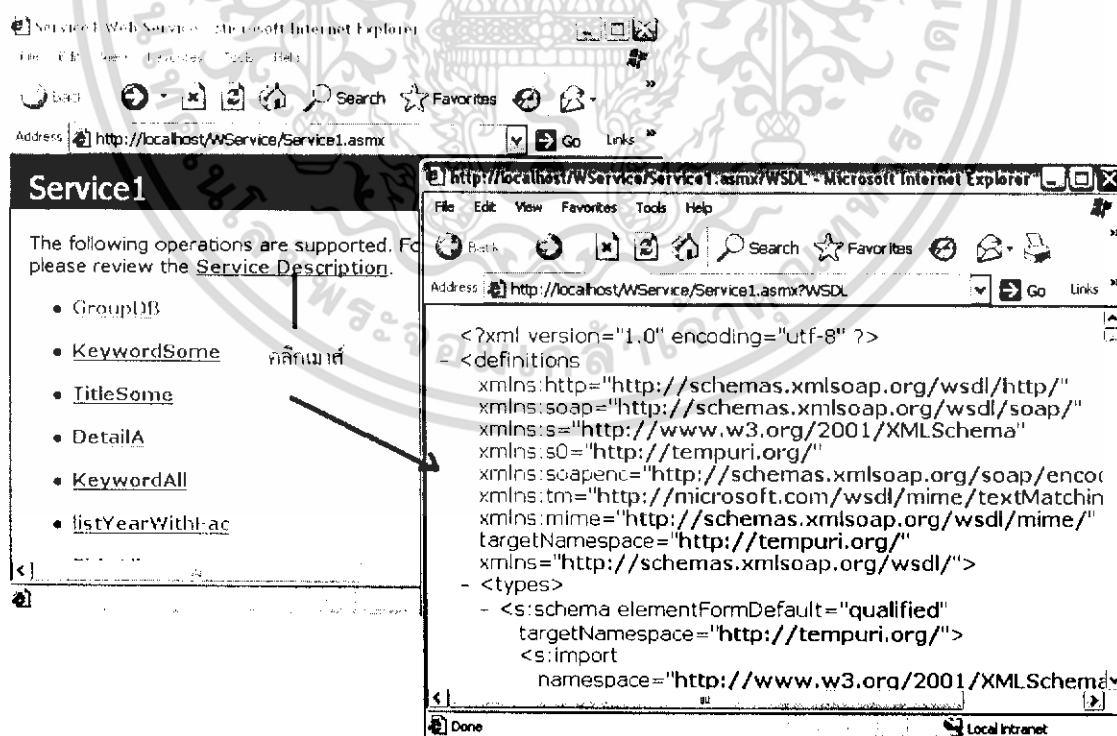 Service1 Web Service - Microsoft Internet Explorer
File Edit View Favorites Tools Help
Back Search Favorites
Address http://localhost/WService/Service1.asmx Go Links
Service1
The following operations are supported. Fo
please review the Service Description.
GroupDB
KeywordSome
TitleSome
DetailA
KeywordAll
listYearWithFac
คลิกเมาส์
http://localhost/WService/Service1.asmx?WSDL - Microsoft Internet Explorer
File Edit View Favorites Tools Help
Back Search Favorites
Address http://localhost/WService/Service1.asmx?WSDL Go Links
<?xml version="1.0" encoding="utf-8" ?>
- <definitions
xmlns:http="http://schemas.xmlsoap.org/wsdl/http/"
xmlns:soap="http://schemas.xmlsoap.org/wsdl/soap/"
xmlns:s="http://www.w3.org/2001/XMLSchema"
xmlns:s0="http://tempuri.org/"
xmlns:soapenc="http://schemas.xmlsoap.org/soap/encod
xmlns:tm="http://microsoft.com/wsdl/mime/textMatchin
xmlns:mime="http://schemas.xmlsoap.org/wsdl/mime/"
targetNamespace="http://tempuri.org/"
xmlns="http://schemas.xmlsoap.org/wsdl/">
- <types>
- <s:schema elementFormDefault="qualified"
targetNamespace="http://tempuri.org/">
<s:import
namespace="http://www.w3.org/2001/XMLSchema
Done Local intranet